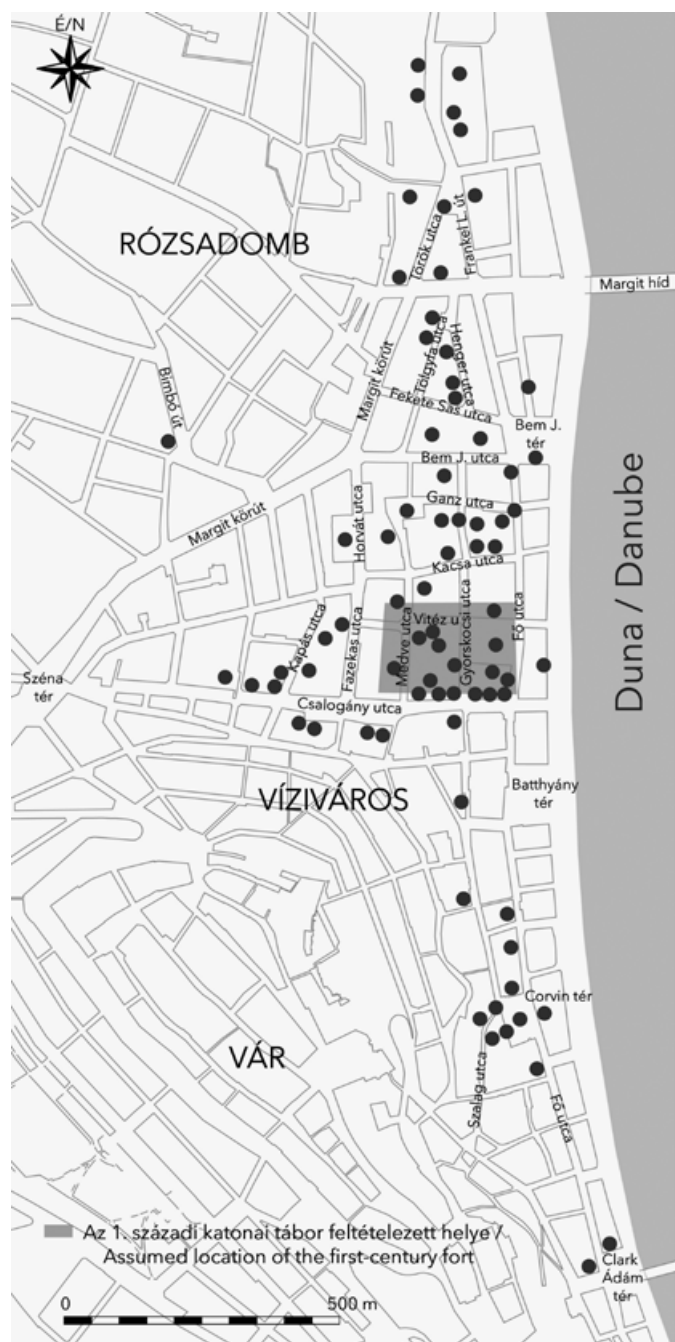 É/N
RÓZSADOMB
Török utca
Frankel L. út
Margit híd
Tölgyfa utca
Henger utca
Margit körút
Bimbó út
Fekete Sas utca
Bem J.
tér
Bem J. utca
Ganz utca
Margit körút
Horvát utca
Kacsa utca
Vitéz u.
Medve utca
Gyorskocsi utca
Fő utca
Kapás utca
Fazekas utca
Széna
tér
Csalogány utca
Duna / Danube
VÍZIVÁROS
Batthyány
tér
Corvin tér
VÁR
Szalag utca
Fő utca
Az 1. századi katonai tábor feltételezett helye /
Assumed location of the first-century fort
Clark
Ádám
tér
0 500 m